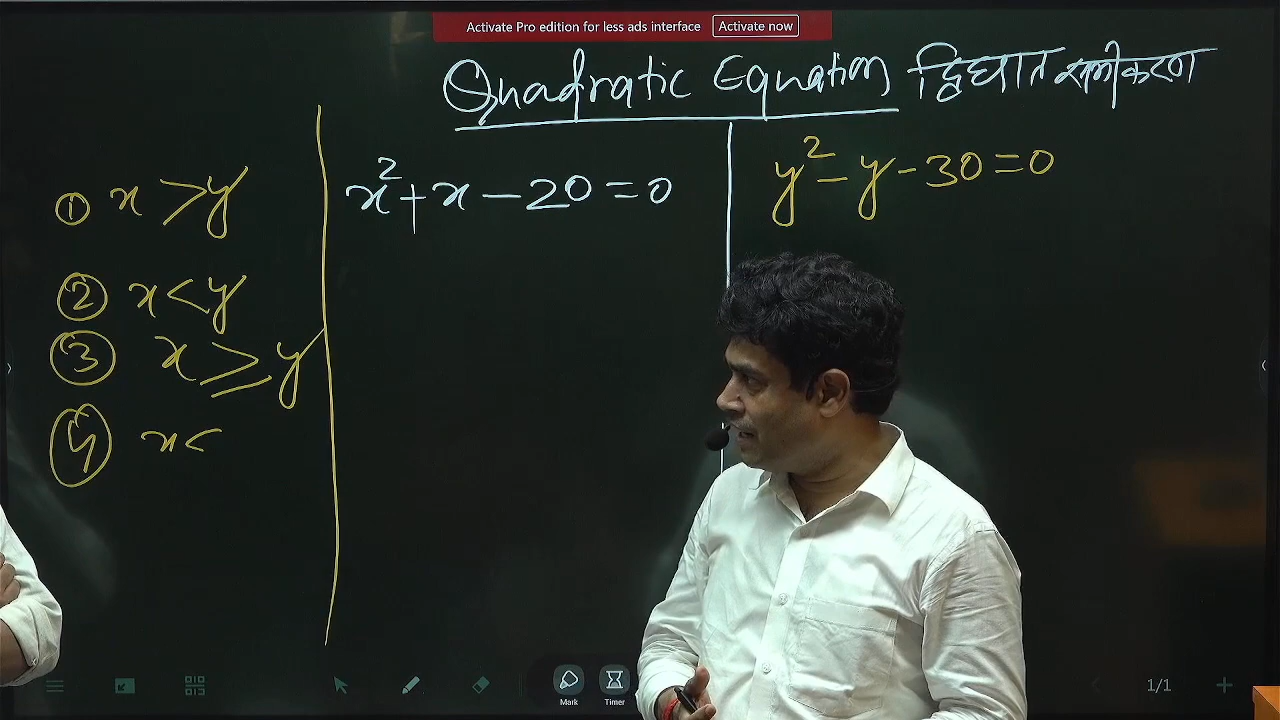 Activate Pro edition for less ads interface Activate now
Quadratic Equation द्विघात समीकरण
① x > y
② x < y
③ x ≥ y
④ x <
x² + x - 20 = 0
y² - y - 30 = 0
Mark Timer
1/1